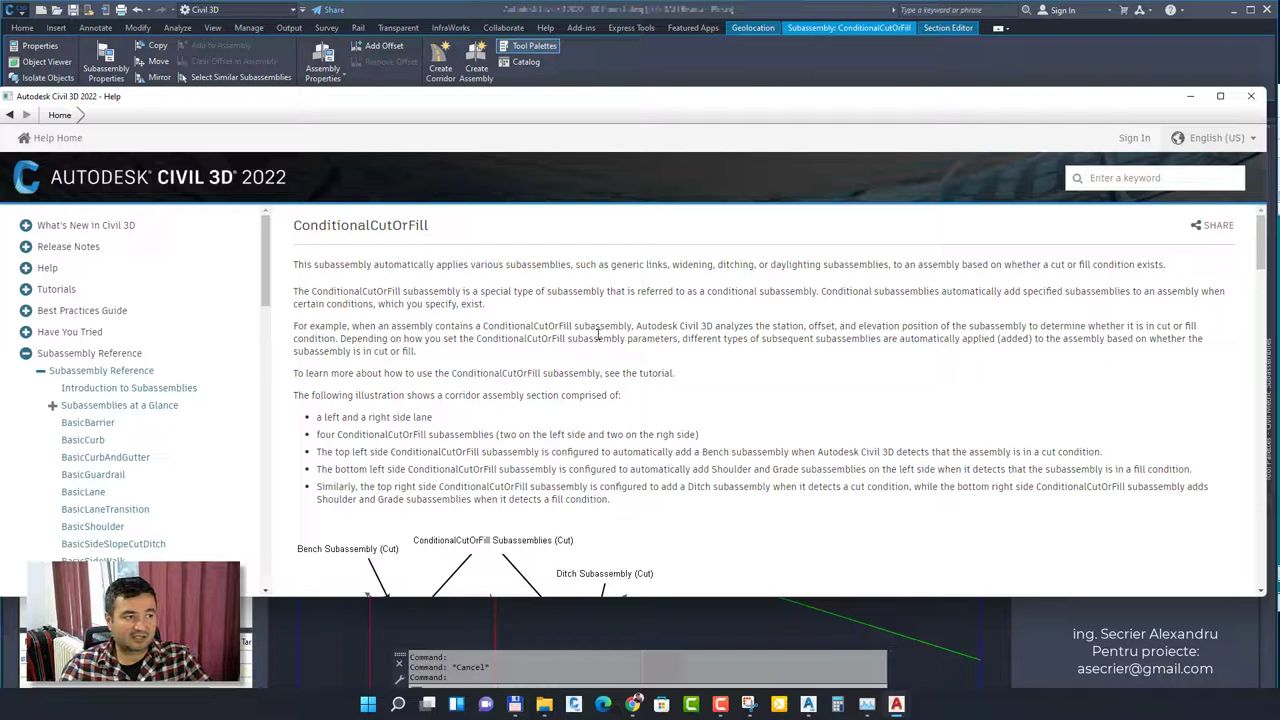 Civil 3D
Share
Type a keyword or phrase
Sign In
Home Insert Annotate Modify Analyze View Manage Output Survey Rail Transparent InfraWorks Collaborate Help Add-ins Express Tools Featured Apps Geolocation Subassembly: ConditionalCutOrFill Section Editor
Properties
Object Viewer
Isolate Objects
Subassembly
Properties
Copy
Move
Mirror
Add to Assembly
Clear Offset in Assembly
Select Similar Subassemblies
Assembly
Properties
Add Offset
Remove Offset
Create
Corridor
Create
Assembly
Tool Palettes
Catalog
Autodesk Civil 3D 2022 - Help
Home
Help Home
Sign In
English (US)
AUTODESK® CIVIL 3D® 2022
Enter a keyword
What's New in Civil 3D
Release Notes
Help
Tutorials
Best Practices Guide
Have You Tried
Subassembly Reference
Subassembly Reference
Introduction to Subassemblies
Subassemblies at a Glance
BasicBarrier
BasicCurb
BasicCurbAndGutter
BasicGuardrail
BasicLane
BasicLaneTransition
BasicShoulder
BasicSideSlopeCutDitch
BasicSideWalk
ConditionalCutOrFill
SHARE
This subassembly automatically applies various subassemblies, such as generic links, widening, ditching, or daylighting subassemblies, to an assembly based on whether a cut or fill condition exists.
The ConditionalCutOrFill subassembly is a special type of subassembly that is referred to as a conditional subassembly. Conditional subassemblies automatically add specified subassemblies to an assembly when
certain conditions, which you specify, exist.
For example, when an assembly contains a ConditionalCutOrFill subassembly, Autodesk Civil 3D analyzes the station, offset, and elevation position of the subassembly to determine whether it is in cut or fill
condition. Depending on how you set the ConditionalCutOrFill subassembly parameters, different types of subsequent subassemblies are automatically applied (added) to the assembly based on whether the
subassembly is in cut or fill.
To learn more about how to use the ConditionalCutOrFill subassembly, see the tutorial.
The following illustration shows a corridor assembly section comprised of:
• a left and a right side lane
• four ConditionalCutOrFill subassemblies (two on the left side and two on the righ side)
• The top left side ConditionalCutOrFill subassembly is configured to automatically add a Bench subassembly when Autodesk Civil 3D detects that the assembly is in a cut condition.
• The bottom left side ConditionalCutOrFill subassembly is configured to automatically add Shoulder and Grade subassemblies on the left side when it detects that the subassembly is in a fill condition.
• Similarly, the top right side ConditionalCutOrFill subassembly is configured to add a Ditch subassembly when it detects a cut condition, while the bottom right side ConditionalCutOrFill subassembly adds
Shoulder and Grade subassemblies when it detects a fill condition.
ConditionalCutOrFill Subassemblies (Cut)
Bench Subassembly (Cut)
Ditch Subassembly (Cut)
Command:
Command: "Cancel"
Command:
ing. Secrier Alexandru
Pentru proiecte:
asecrier@gmail.com